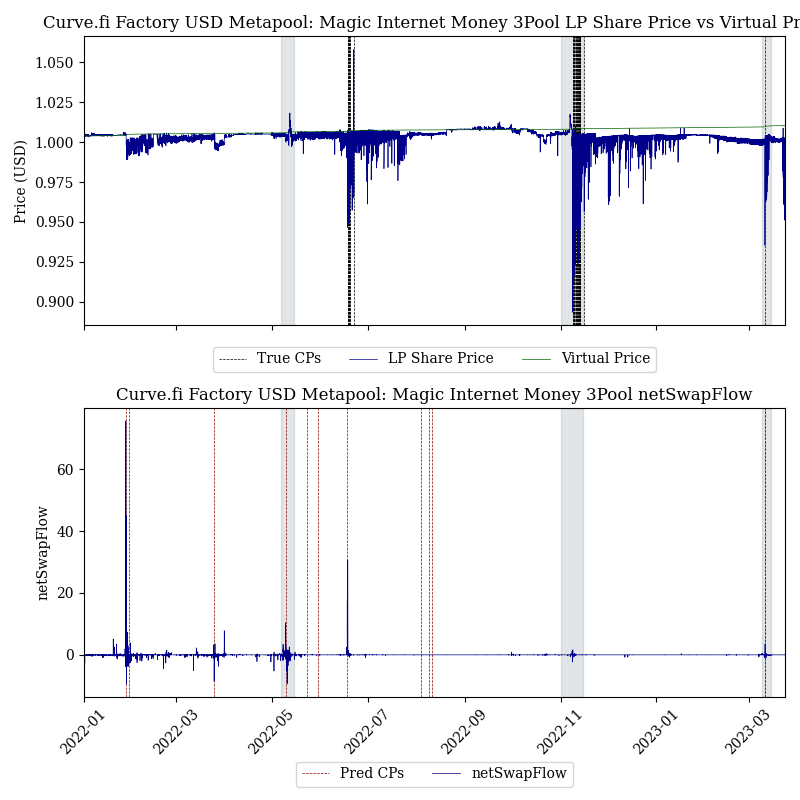 Curve.fi Factory USD Metapool: Magic Internet Money 3Pool LP Share Price vs Virtual Pr
1.050
1.025
1.000
0.975
0.950
0.925
0.900
Price (USD)
True CPs LP Share Price Virtual Price
Curve.fi Factory USD Metapool: Magic Internet Money 3Pool netSwapFlow
60
40
20
0
netSwapFlow
2022-01 2022-03 2022-05 2022-07 2022-09 2022-11 2023-01 2023-03
Pred CPs netSwapFlow